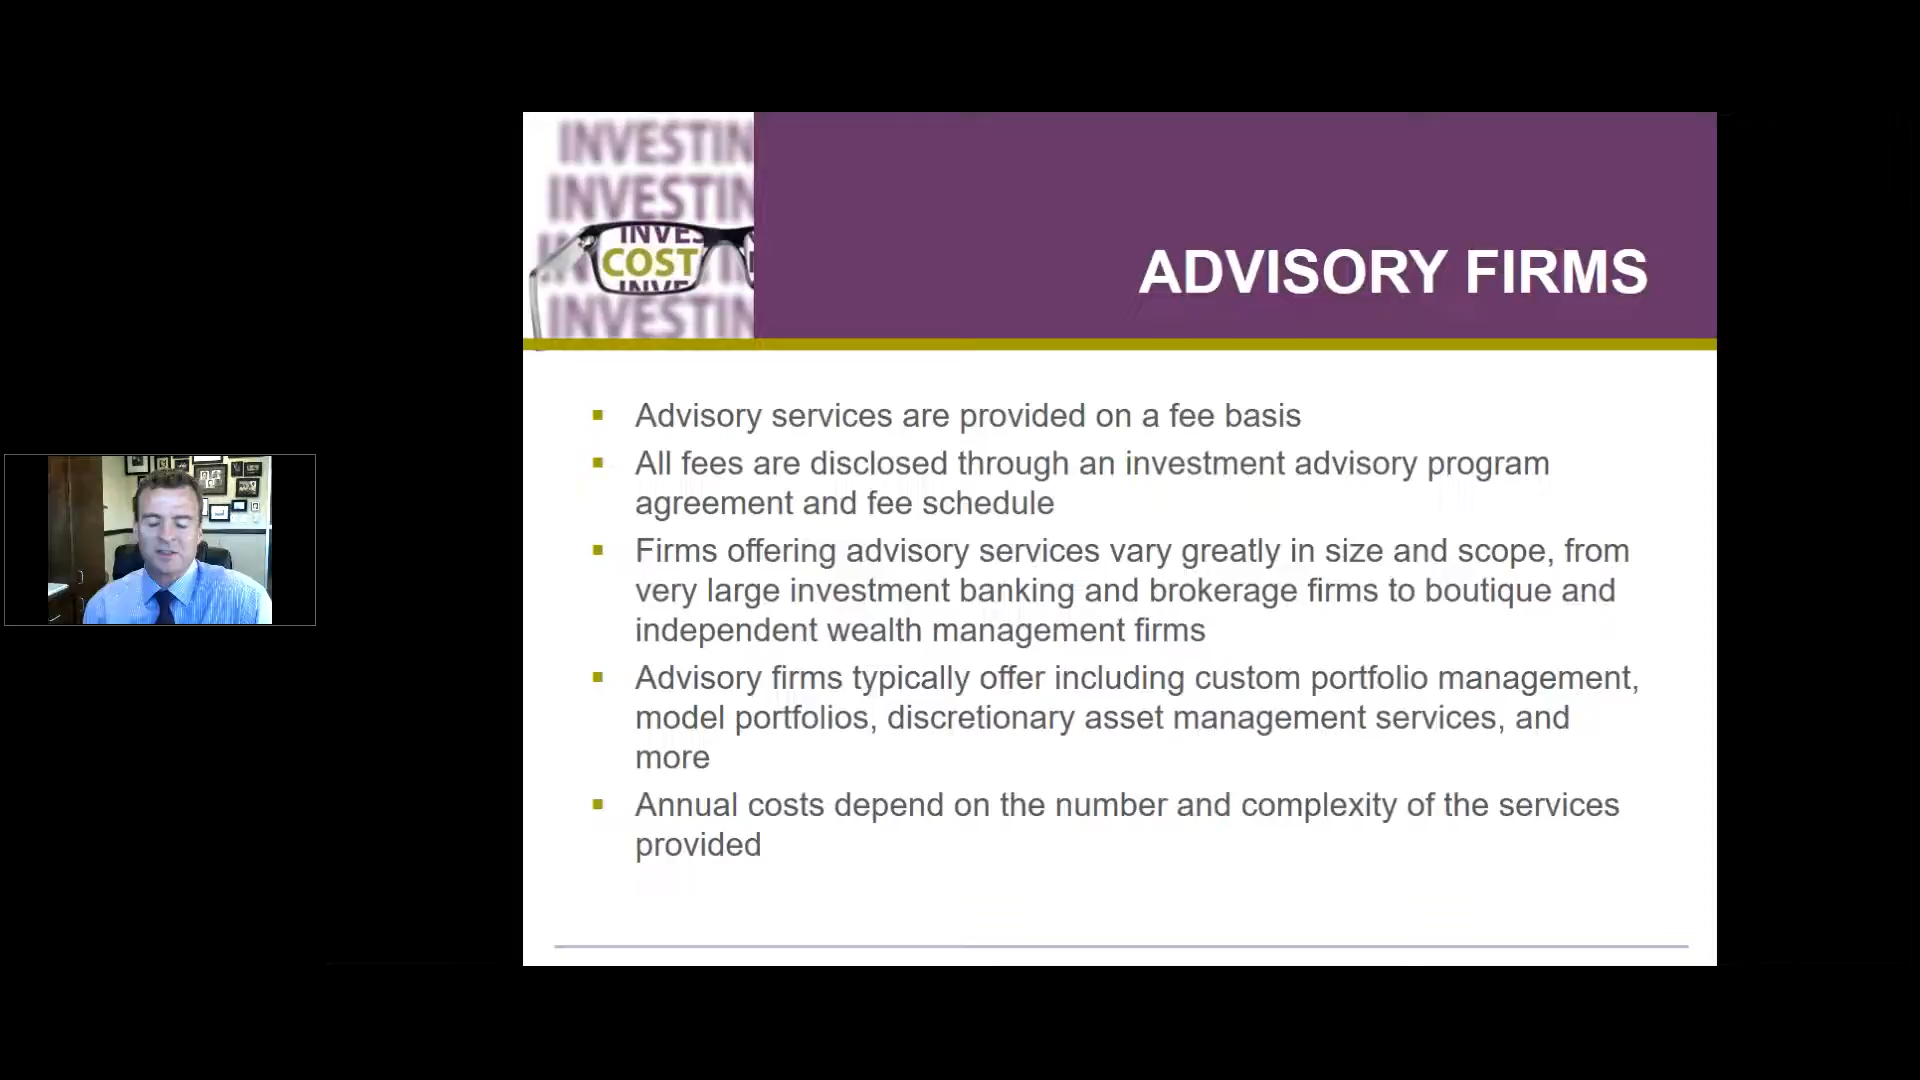 INVESTIN
INVESTIN
INVES
COST
INVE
INVESTIN
ADVISORY FIRMS
Advisory services are provided on a fee basis
All fees are disclosed through an investment advisory program
agreement and fee schedule
Firms offering advisory services vary greatly in size and scope, from
very large investment banking and brokerage firms to boutique and
independent wealth management firms
Advisory firms typically offer including custom portfolio management,
model portfolios, discretionary asset management services, and
more
Annual costs depend on the number and complexity of the services
provided